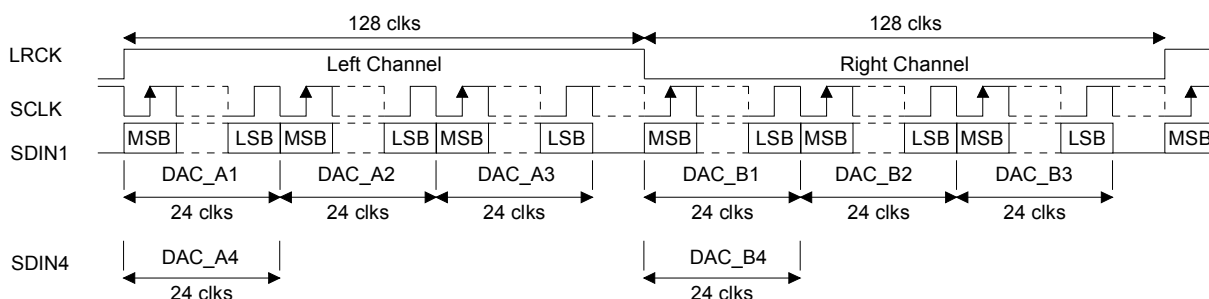 128 clks 128 clks
LRCK Left Channel Right Channel
SCLK
SDIN1 MSB LSB MSB LSB MSB LSB MSB LSB MSB LSB MSB LSB MSB
DAC_A1 DAC_A2 DAC_A3 DAC_B1 DAC_B2 DAC_B3
24 clks 24 clks 24 clks 24 clks 24 clks 24 clks
SDIN4 DAC_A4 DAC_B4
24 clks 24 clks